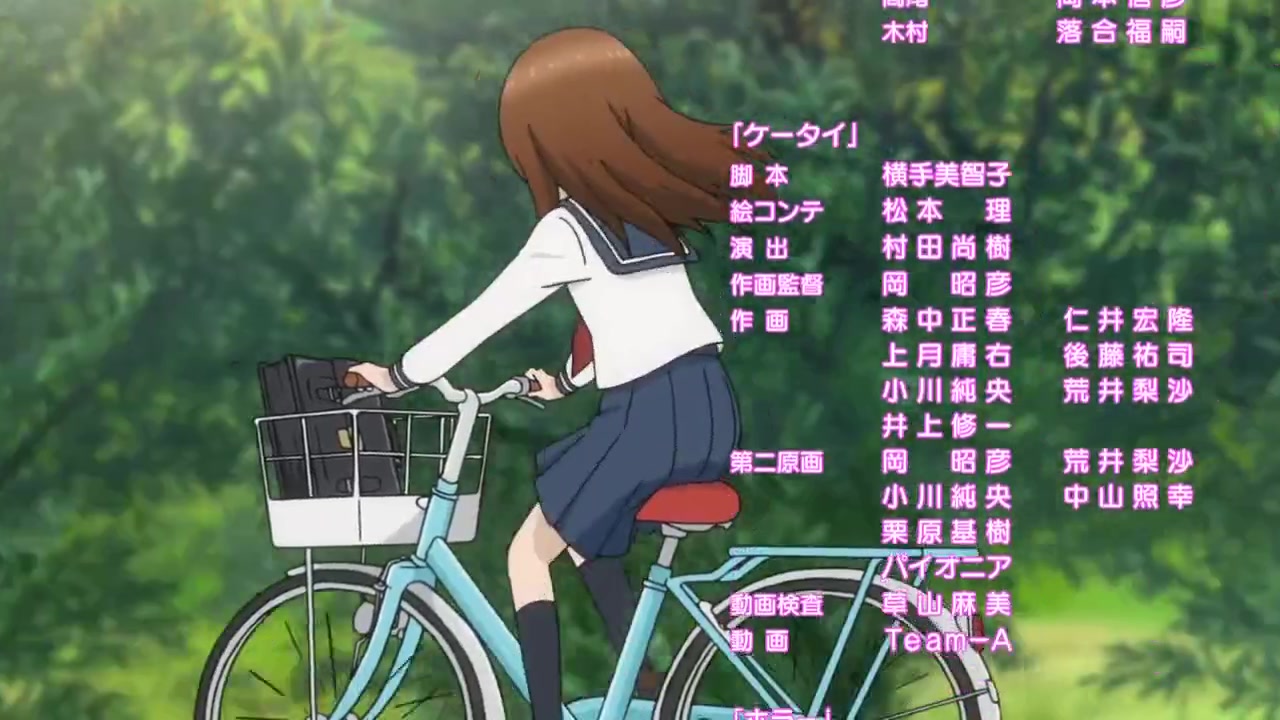 木村 落合福嗣
「ケータイ」
脚本 横手美智子
絵コンテ 松本 理
演出 村田尚樹
作画監督 岡 昭彦
作画 森中正春 仁井宏隆
上月庸右 後藤祐司
小川純央 荒井梨沙
井上修一
第二原画 岡 昭彦 荒井梨沙
小川純央 中山照幸
栗原基樹
パイオニア
動画検査 草山麻美
動画 Team-A
「ホラー」